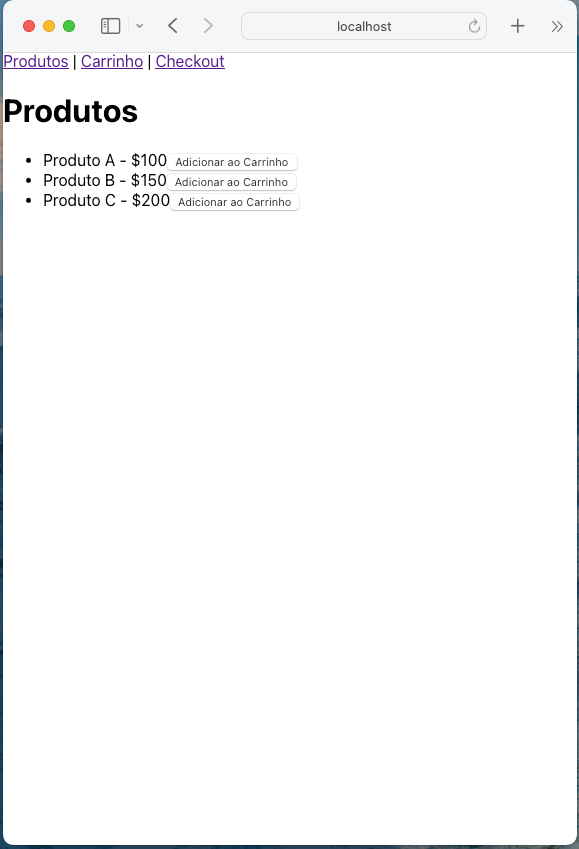 localhost
Produtos | Carrinho | Checkout
Produtos
Produto A - $100 Adicionar ao Carrinho
Produto B - $150 Adicionar ao Carrinho
Produto C - $200 Adicionar ao Carrinho